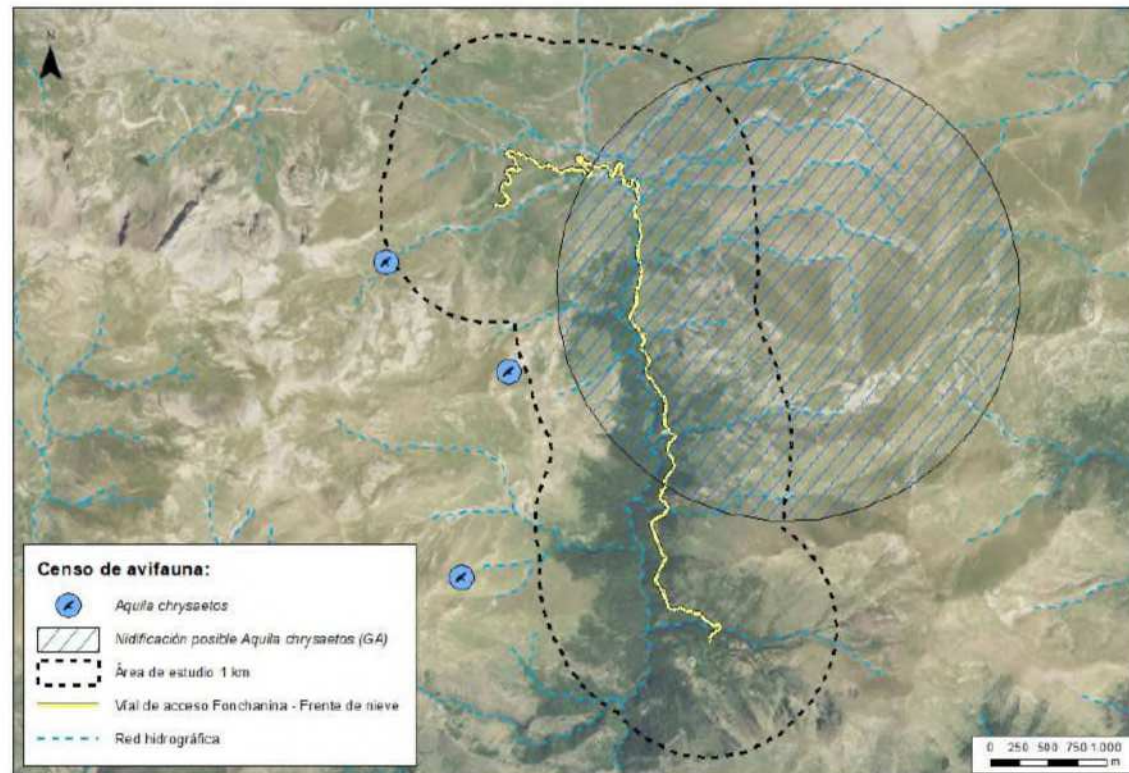 N
Censo de avifauna:
Aquila chrysaetos
Nidificación posible Aquila chrysaetos (GA)
Área de estudio 1 km
Vial de acceso Fonchanina - Frente de nieve
Red hidrográfica
0 250 500 750 1.000
m